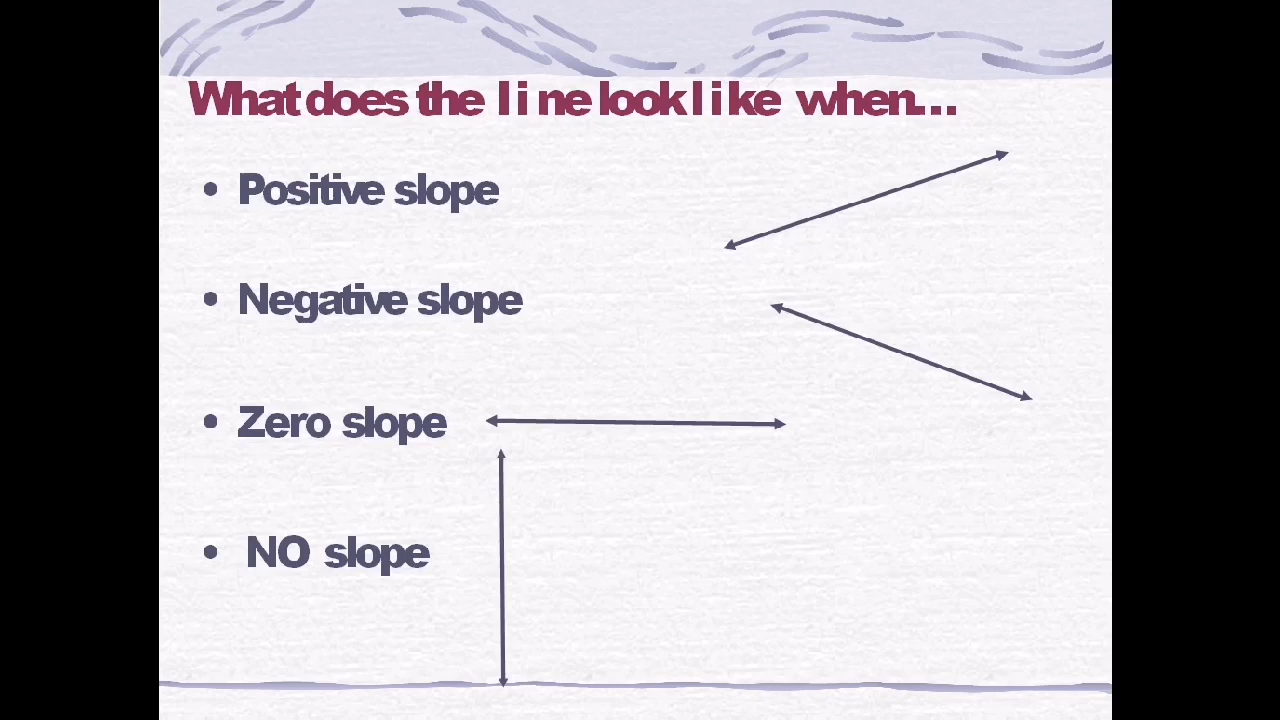 What does the line look like when...
• Positive slope
• Negative slope
• Zero slope
• NO slope